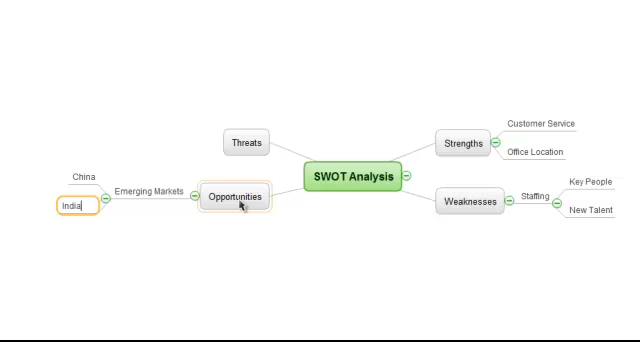 Customer Service
Threats
Strengths
Office Location
China
SWOT Analysis
Key People
Emerging Markets
Opportunities
Staffing
Weaknesses
India
New Talent